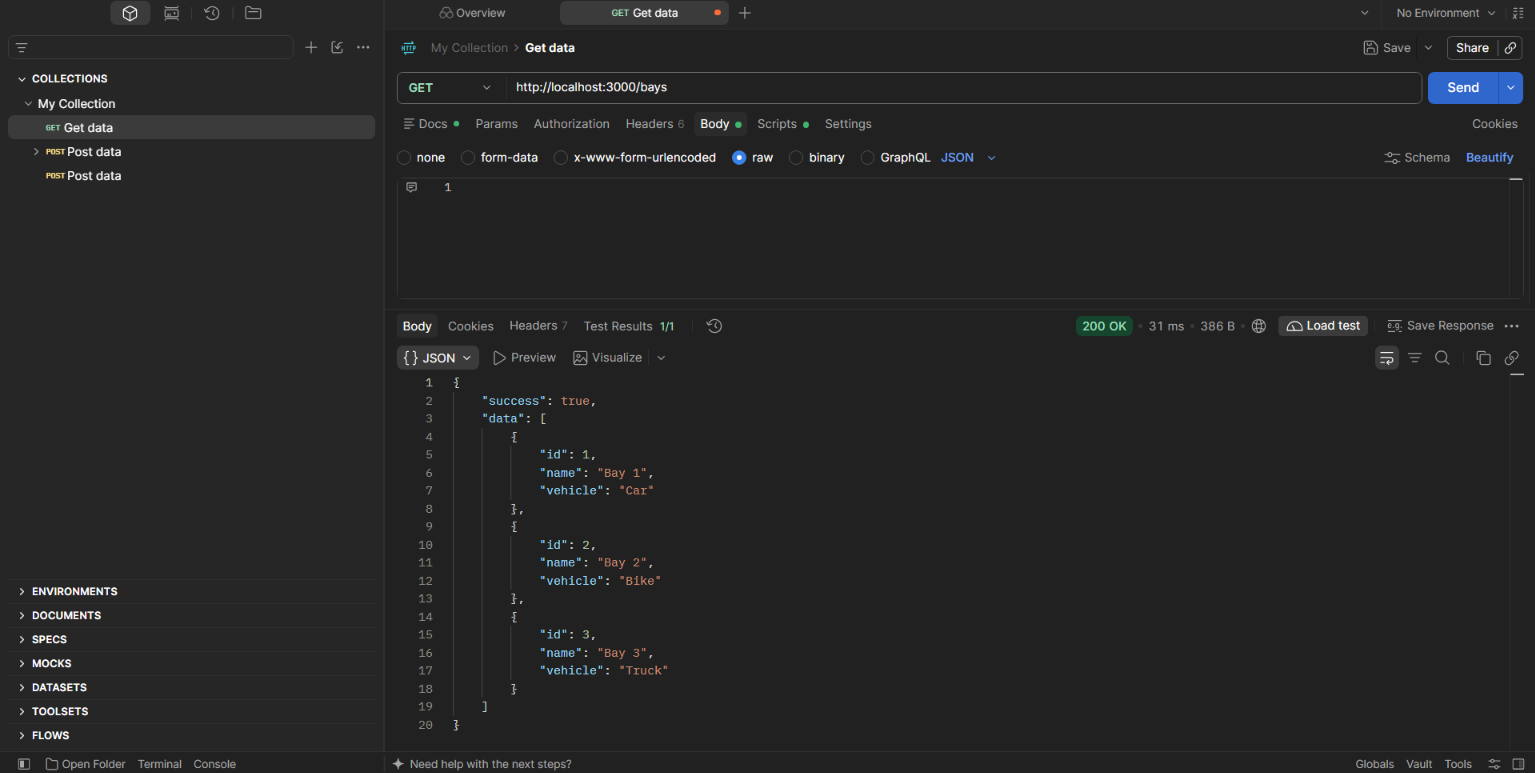 Overview
GET Get data
No Environment
My Collection > Get data
Save
Share
COLLECTIONS
My Collection
GET Get data
POST Post data
POST Post data
GET
http://localhost:3000/bays
Send
Docs
Params
Authorization
Headers 6
Body
Scripts
Settings
Cookies
none
form-data
x-www-form-urlencoded
raw
binary
GraphQL
JSON
Schema
Beautify
1
Body
Cookies
Headers 7
Test Results 1/1
200 OK
31 ms
386 B
Load test
e.g. Save Response
{} JSON
Preview
Visualize
1 {
2 "success": true,
3 "data": [
4 {
5 "id": 1,
6 "name": "Bay 1",
7 "vehicle": "Car"
8 },
9 {
10 "id": 2,
11 "name": "Bay 2",
12 "vehicle": "Bike"
13 },
14 {
15 "id": 3,
16 "name": "Bay 3",
17 "vehicle": "Truck"
18 }
19 ]
20 }
ENVIRONMENTS
DOCUMENTS
SPECS
MOCKS
DATASETS
TOOLSETS
FLOWS
Open Folder
Terminal
Console
Need help with the next steps?
Globals
Vault
Tools